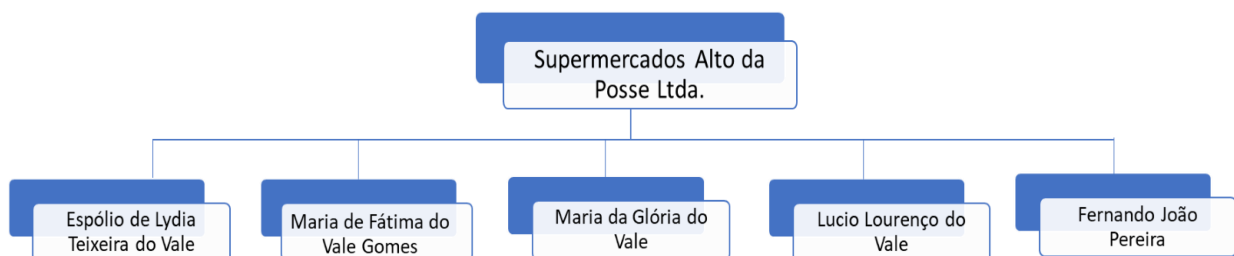 Supermercados Alto da
Posse Ltda.
Espólio de Lydia
Teixeira do Vale
Maria de Fátima do
Vale Gomes
Maria da Glória do
Vale
Lucio Lourenço do
Vale
Fernando João
Pereira